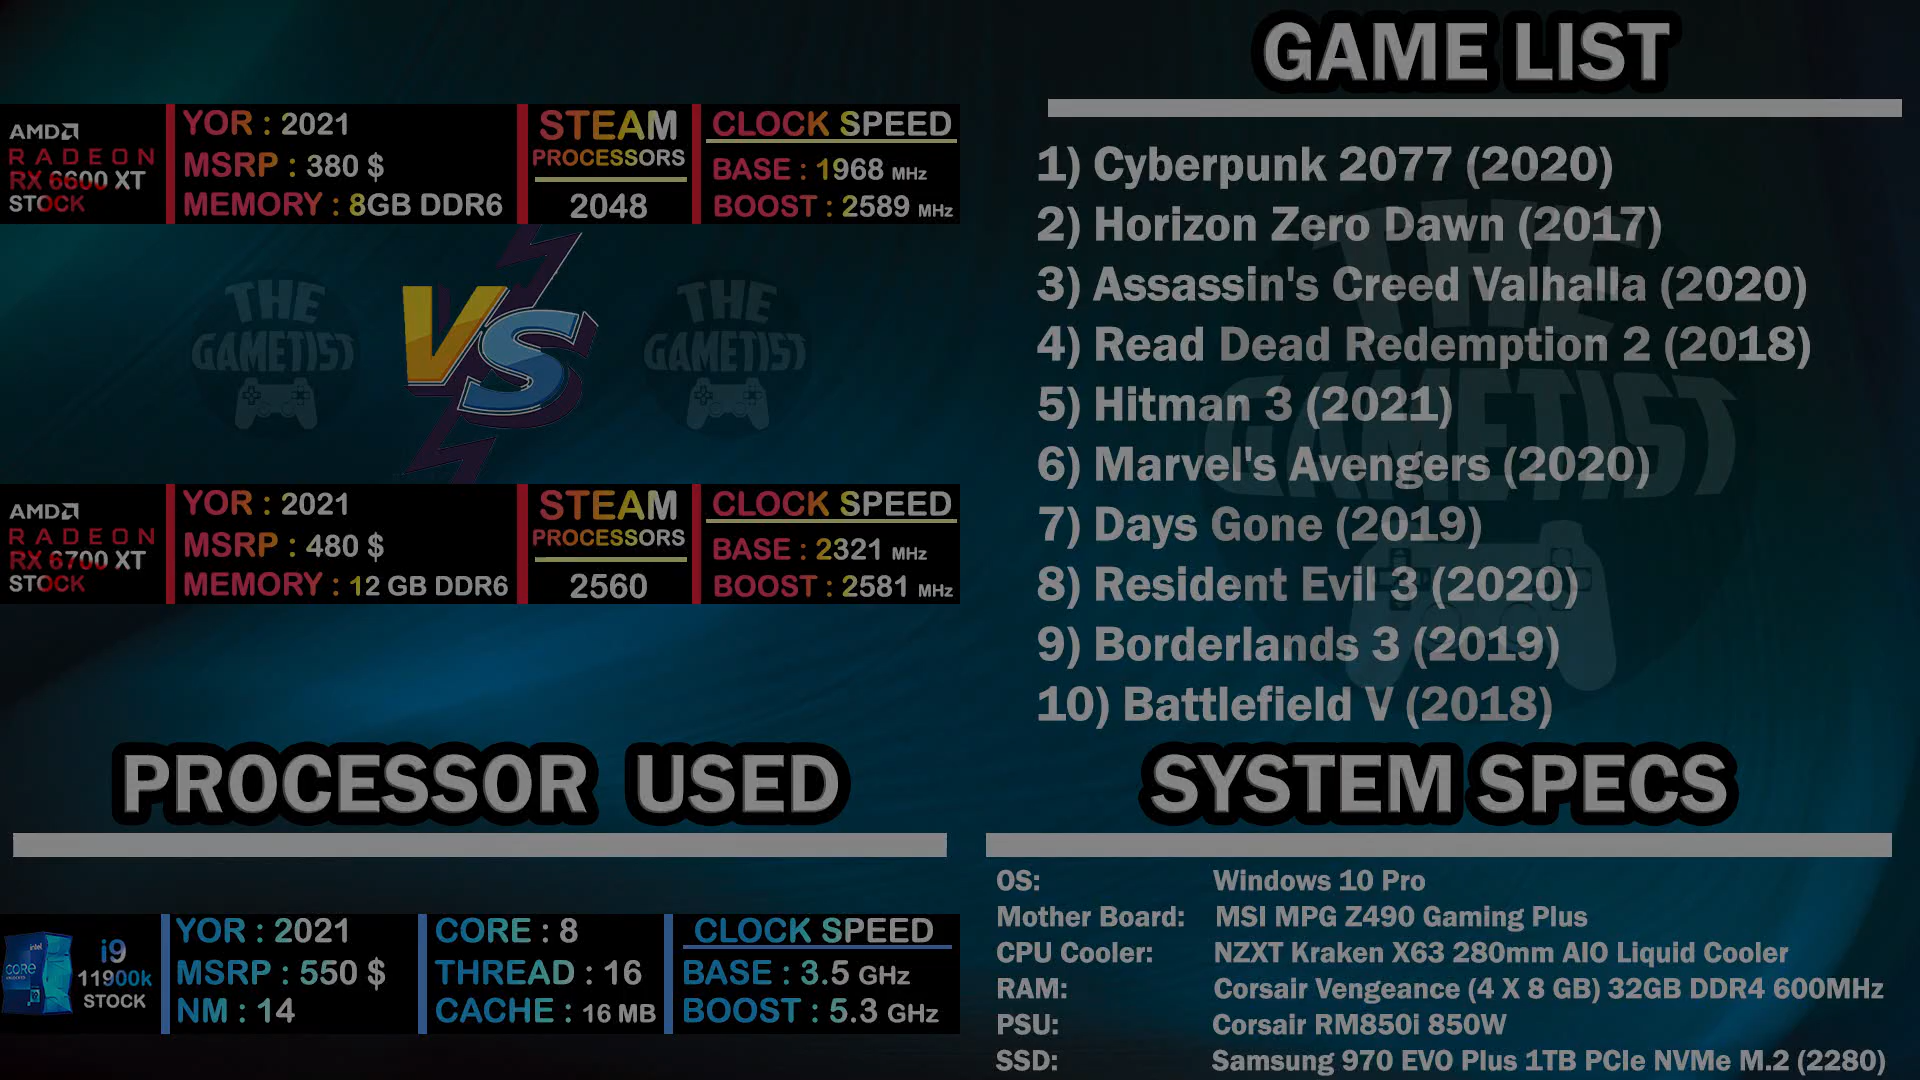 AMD
RADEON
RX 6600 XT
STOCK
YOR : 2021
MSRP : 380 $
MEMORY : 8GB DDR6
STEAM
PROCESSORS
2048
CLOCK SPEED
BASE : 1968 MHz
BOOST : 2589 MHz
THE
GAMETIST
VS
THE
GAMETIST
AMD
RADEON
RX 6700 XT
STOCK
YOR : 2021
MSRP : 480 $
MEMORY : 12 GB DDR6
STEAM
PROCESSORS
2560
CLOCK SPEED
BASE : 2321 MHz
BOOST : 2581 MHz
GAME LIST
1) Cyberpunk 2077 (2020)
2) Horizon Zero Dawn (2017)
3) Assassin's Creed Valhalla (2020)
4) Read Dead Redemption 2 (2018)
5) Hitman 3 (2021)
6) Marvel's Avengers (2020)
7) Days Gone (2019)
8) Resident Evil 3 (2020)
9) Borderlands 3 (2019)
10) Battlefield V (2018)
THE
GAMETIST
PROCESSOR USED
intel
CORE
i9
i9
11900k
STOCK
YOR : 2021
MSRP : 550 $
NM : 14
CORE : 8
THREAD : 16
CACHE : 16 MB
CLOCK SPEED
BASE : 3.5 GHz
BOOST : 5.3 GHz
SYSTEM SPECS
OS: Windows 10 Pro
Mother Board: MSI MPG Z490 Gaming Plus
CPU Cooler: NZXT Kraken X63 280mm AIO Liquid Cooler
RAM: Corsair Vengeance (4 X 8 GB) 32GB DDR4 600MHz
PSU: Corsair RM850i 850W
SSD: Samsung 970 EVO Plus 1TB PCIe NVMe M.2 (2280)